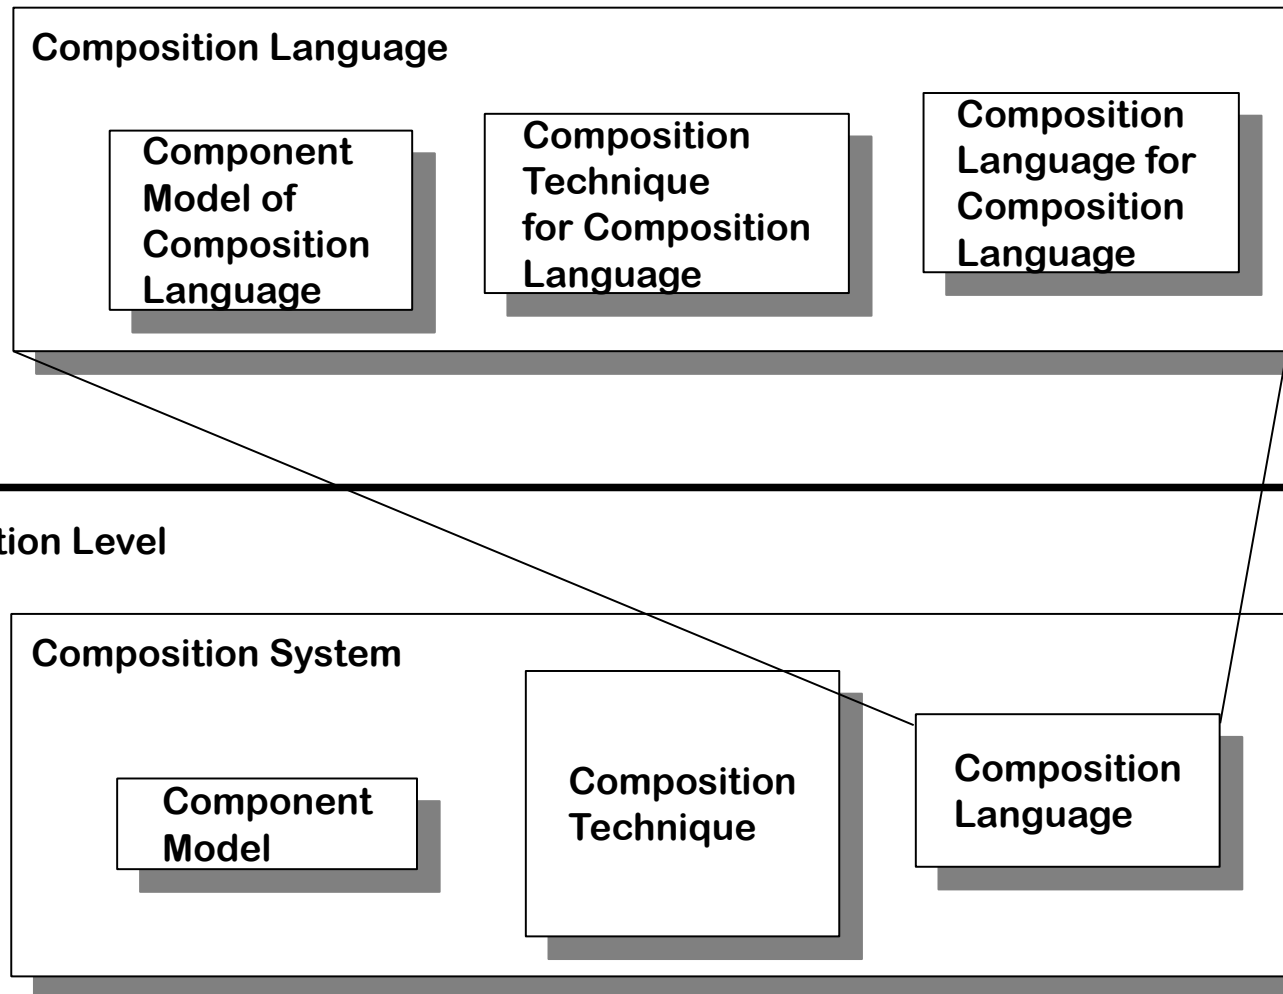 Composition Language
Component
Model of
Composition
Language
Composition
Technique
for Composition
Language
Composition
Language for
Composition
Language
tion Level
Composition System
Component
Model
Composition
Technique
Composition
Language